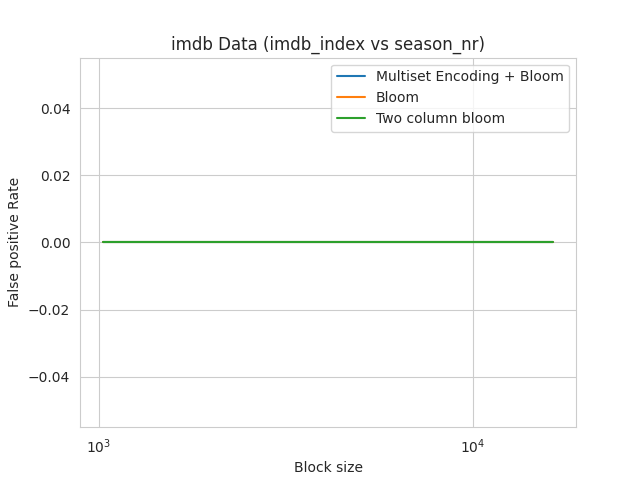 imdb Data (imdb_index vs season_nr)
Multiset Encoding + Bloom
Bloom
Two column bloom
0.04
0.02
0.00
−0.02
−0.04
False positive Rate
10³
10⁴
Block size